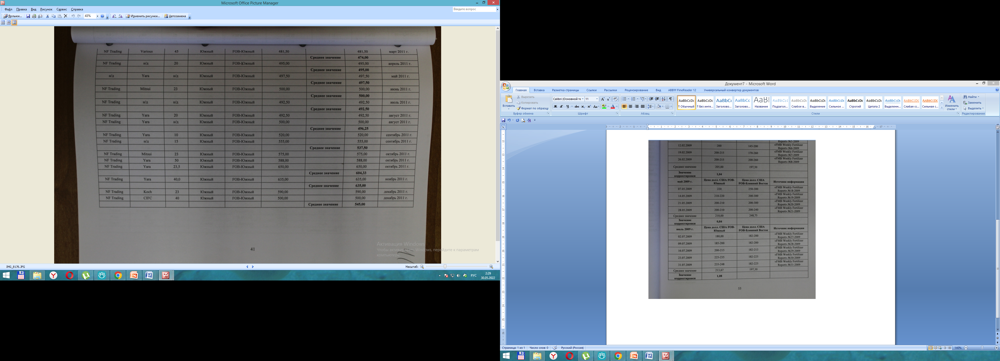 Microsoft Office Picture Manager
Файл Правка Вид Рисунок Сервис Справка
Введите вопрос
Ярлыки... 43% Изменить рисунки... Автозамена
NF Trading Various 45 Южный FOB-Южный 481,50 481,50 март 2011 г.
Среднее значение 474,00
NF Trading н/д 20 Южный FOB-Южный 495,00 495,00 апрель 2011 г.
Среднее значение 495,00
н/д Yara н/д Южный FOB-Южный 497,50 497,50 май 2011 г.
Среднее значение 497,50
NF Trading Mitsui 23 Южный FOB-Южный 500,00 500,00 июнь 2011 г.
Среднее значение 500,00
NF Trading н/д н/д Южный FOB-Южный 492,50 492,50 июль 2011 г.
Среднее значение 492,50
NF Trading Yara 20 Южный FOB-Южный 492,50 492,50 август 2011 г.
NF Trading Yara н/д Южный FOB-Южный 500,00 500,00 август 2011 г.
Среднее значение 496,25
NF Trading Yara 10 Южный FOB-Южный 520,00 520,00 сентябрь 2011 г.
NF Trading н/д 15 Южный FOB-Южный 555,00 555,00 сентябрь 2011 г.
Среднее значение 537,50
NF Trading Mitsui 23 Южный FOB-Южный 575,00 575,00 октябрь 2011 г.
NF Trading Yara 50 Южный FOB-Южный 588,00 588,00 октябрь 2011 г.
NF Trading Yara 23,5 Южный FOB-Южный 650,00 650,00 октябрь 2011 г.
Среднее значение 604,33
NF Trading Yara 40,0 Южный FOB-Южный 635,00 635,00 ноябрь 2011 г.
Среднее значение 635,00
NF Trading Koch 23 Южный FOB-Южный 590,00 590,00 декабрь 2011 г.
NF Trading CIFC 40 Южный FOB-Южный 500,00 500,00 декабрь 2011 г.
Среднее значение 545,00
41
Активация Windows
Чтобы активировать Windows, перейдите к параметрам
компьютера.
IMG_8176.JPG
Масштаб:
РУС
2:29
30.05.2022
Документ7 - Microsoft Word
Главная Вставка Разметка страницы Ссылки Рассылки Рецензирование Вид ABBYY FineReader 12 Универсальный конвертер документов
Вставить
Вырезать
Копировать
Формат по образцу
Буфер обмена
Calibri (Основной те 11
Шрифт
Абзац
¶ Обычный ¶ Без инте... Заголово... Заголово... Название Подзагол... Слабое в... Выделение Сильное ... Строгий Цитата 2 Выделенн... Слабая сс... Сильная с...
Изменить стили
Стили
Найти
Заменить
Выделить
Редактирование
Report» №5-2009
12.02.2009 200 145-200 «FMB Weekly Fertilizer
Report» №6-2009
19.02.2009 200-215 170-260 «FMB Weekly Fertilizer
Report» №7-2009
26.02.2009 200-215 200-260 «FMB Weekly Fertilizer
Report» №8-2009
Среднее значение 205,00 197,50
Значение
корректировки 1,04
май 2009 г. Цена долл. США FOB-Южный Цена долл. США FOB-Ближний Восток Источник информации
07.05.2009 220 250-300 «FMB Weekly Fertilizer
Report» №18-2009
14.05.2009 210-220 200-300 «FMB Weekly Fertilizer
Report» №19-2009
21.05.2009 200-210 200-300 «FMB Weekly Fertilizer
Report» №20-2009
28.05.2009 200-210 200-240 «FMB Weekly Fertilizer
Report» №21-2009
Среднее значение 210,00 248,75
Значение
корректировки 0,84
июль 2009 г. Цена долл. США FOB-Южный Цена долл. США FOB-Ближний Восток Источник информации
02.07.2009 180,00 182-200 «FMB Weekly Fertilizer
Report» №27-2009
09.07.2009 185-200 182-200 «FMB Weekly Fertilizer
Report» №28-2009
16.07.2009 200-215 182-213 «FMB Weekly Fertilizer
Report» №29-2009
23.07.2009 225-235 182-225 «FMB Weekly Fertilizer
Report» №30-2009
31.07.2009 235-248 182-225 «FMB Weekly Fertilizer
Report» №31-2009
Среднее значение 213,67 197,30
Значение
корректировки 1,08
53
Страница: 1 из 1 Число слов: 0 Русский (Россия)
140%